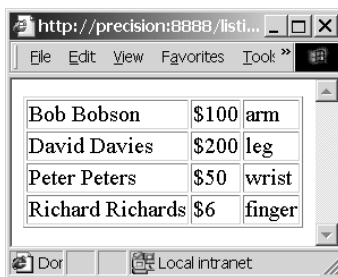 http://precision:8888/listi...
File Edit View Favorites Tools »
Bob Bobson $100 arm
David Davies $200 leg
Peter Peters $50 wrist
Richard Richards $6 finger
Dor Local intranet